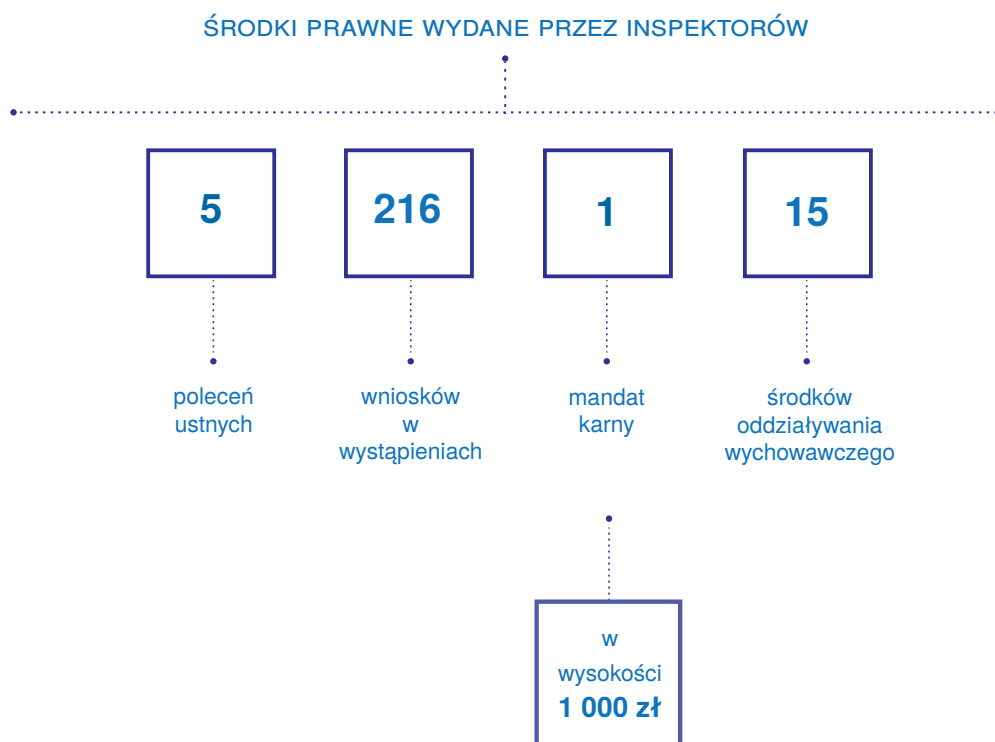 ŚRODKI PRAWNE WYDANE PRZEZ INSPEKTORÓW
5
poleceń
ustnych
216
wniosków
w
wystąpieniach
1
mandat
karny
w
wysokości
1 000 zł
15
środków
oddziaływania
wychowawczego